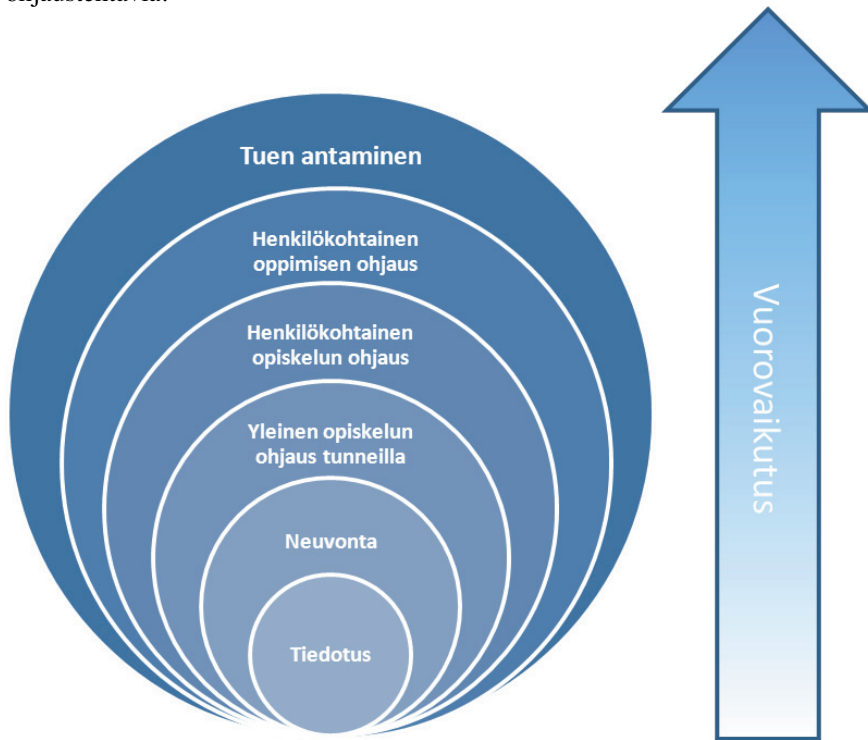 Tuen antaminen
Henkilökohtainen
oppimisen ohjaus
Henkilökohtainen
opiskelun ohjaus
Yleinen opiskelun
ohjaus tunneilla
Neuvonta
Tiedotus
Vuorovaikutus